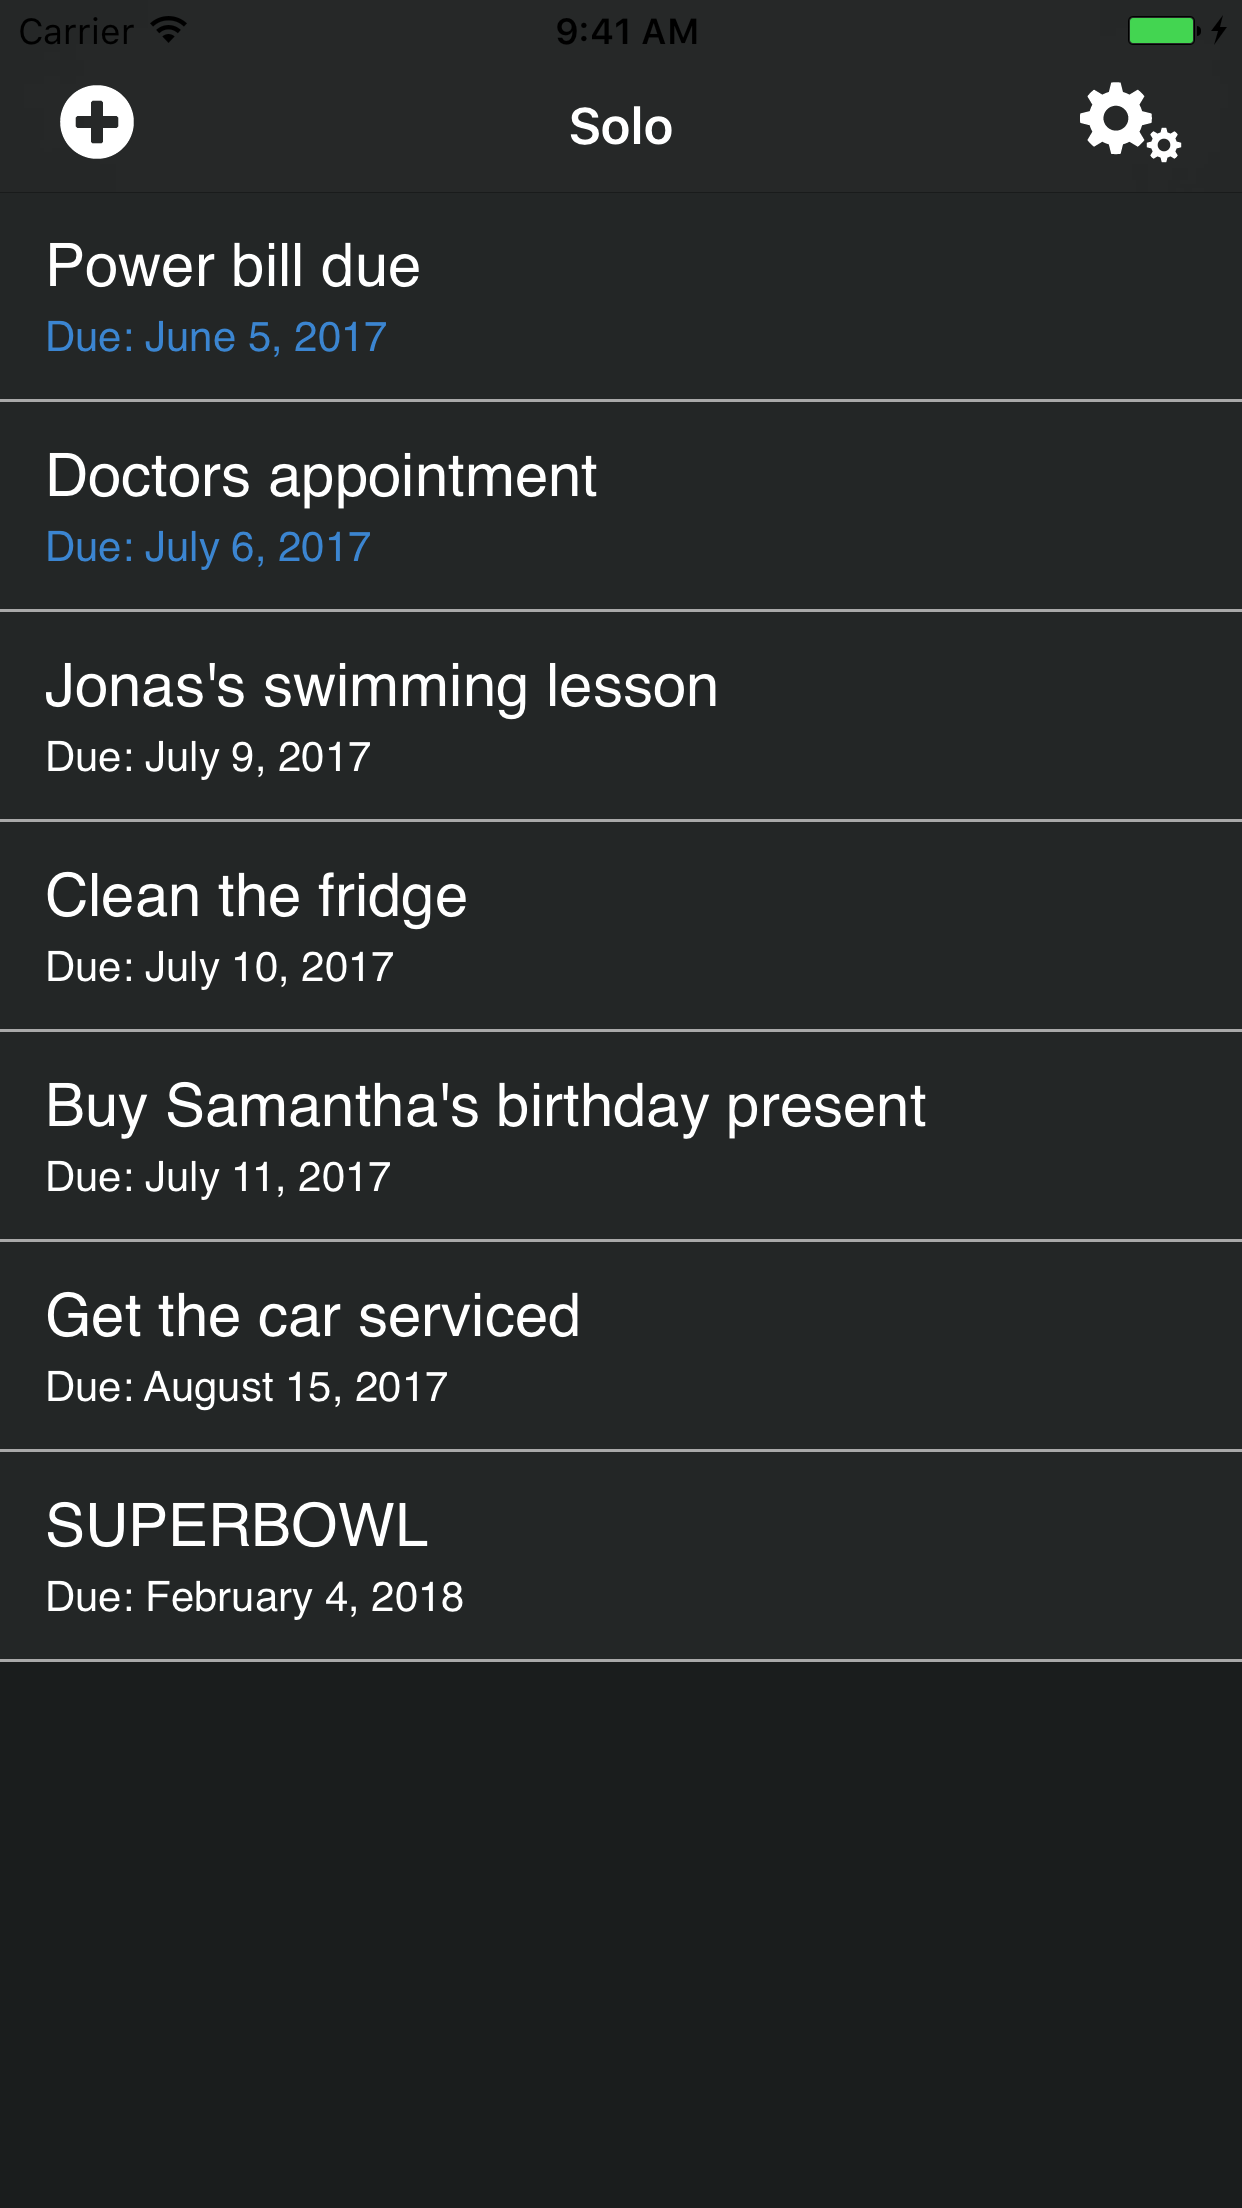 Carrier 9:41 AM
Solo
Power bill due
Due: June 5, 2017
Doctors appointment
Due: July 6, 2017
Jonas's swimming lesson
Due: July 9, 2017
Clean the fridge
Due: July 10, 2017
Buy Samantha's birthday present
Due: July 11, 2017
Get the car serviced
Due: August 15, 2017
SUPERBOWL
Due: February 4, 2018